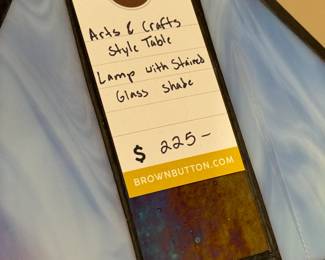 Arts & Crafts
Style Table
Lamp with Stained
Glass shade
$ 225-
BROWNBUTTON.COM